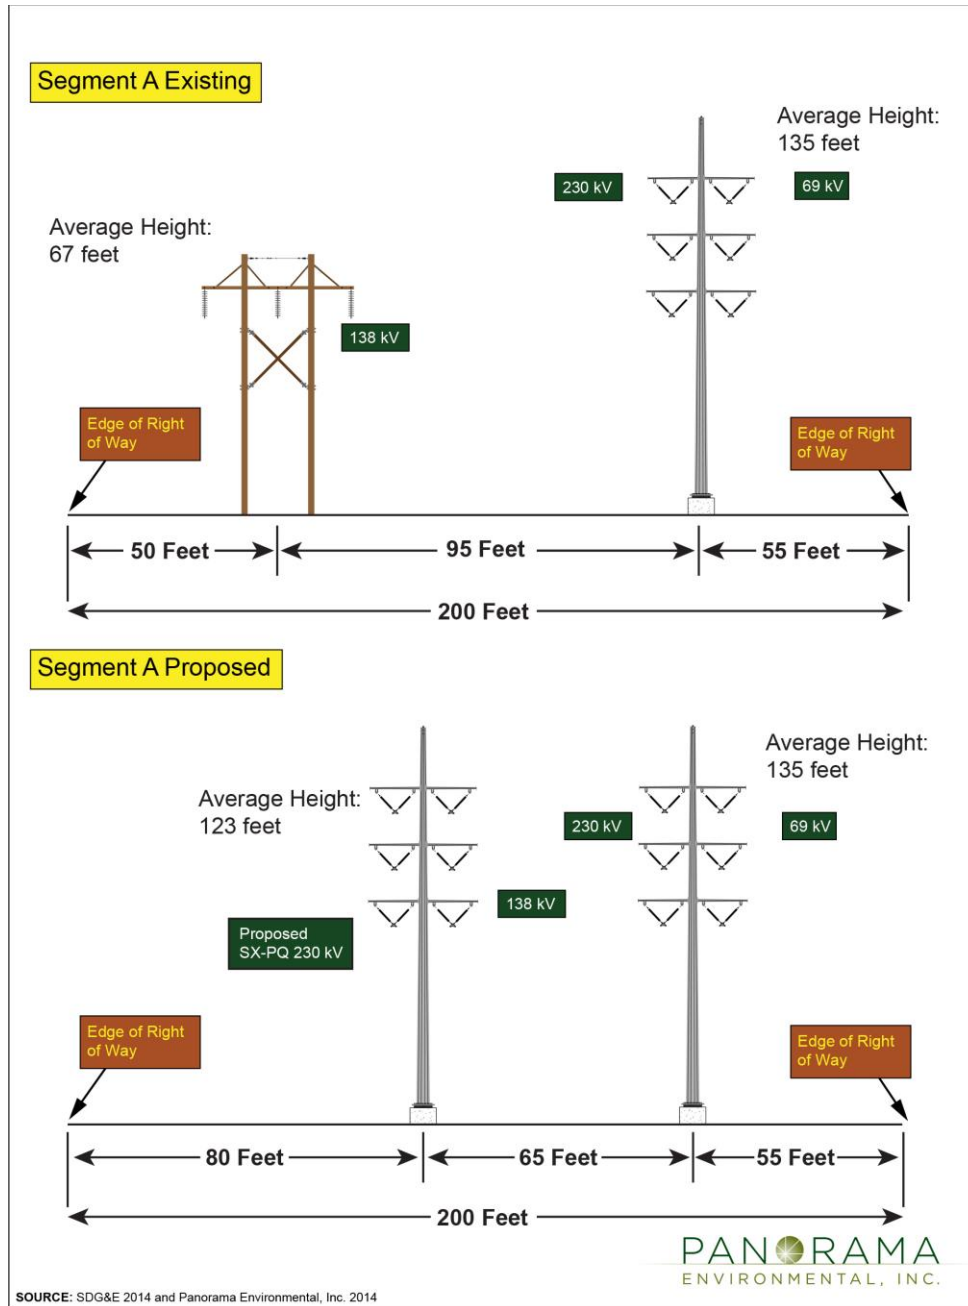 Segment A Existing
Average Height:
135 feet
230 kV
69 kV
Average Height:
67 feet
138 kV
Edge of Right
of Way
Edge of Right
of Way
50 Feet
95 Feet
55 Feet
200 Feet
Segment A Proposed
Average Height:
135 feet
Average Height:
123 feet
230 kV
69 kV
138 kV
Proposed
SX-PQ 230 kV
Edge of Right
of Way
Edge of Right
of Way
80 Feet
65 Feet
55 Feet
200 Feet
PANORAMA
ENVIRONMENTAL, INC.
SOURCE: SDG&E 2014 and Panorama Environmental, Inc. 2014